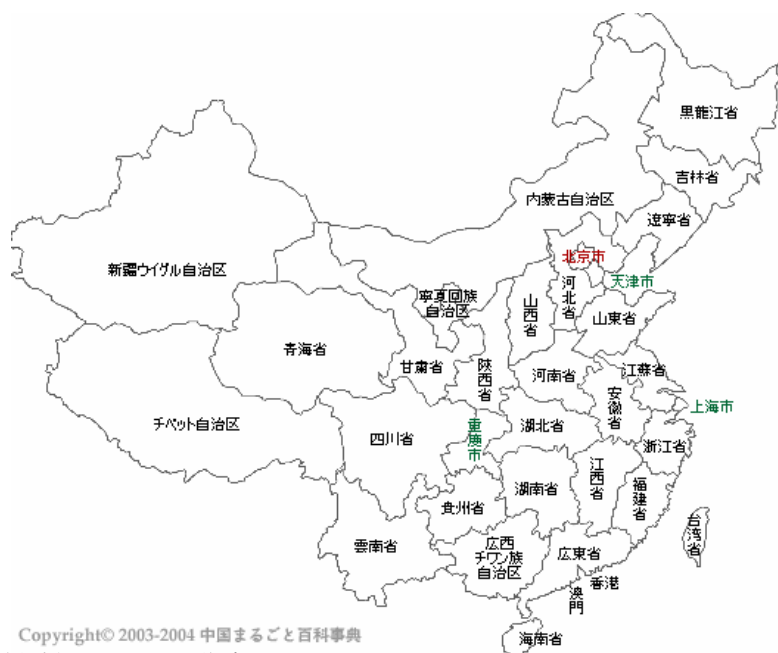 黒龍江省
吉林省
内蒙古自治区
遼寧省
北京市
新疆ウイグル自治区
天津市
河北省
寧夏回族
自治区
山西省
山東省
青海省
甘粛省
陝西省
河南省
江蘇省
安徽省
上海市
チベット自治区
四川省
重慶市
湖北省
浙江省
江西省
湖南省
福建省
貴州省
台湾省
雲南省
広西
チワン族
自治区
広東省
香港
澳門
海南省
Copyright© 2003-2004 中国まるごと百科事典